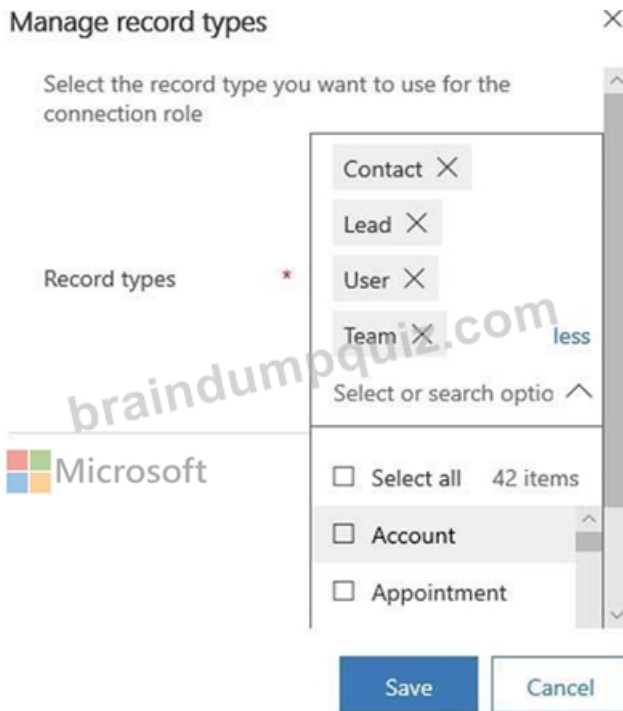 Manage record types
Select the record type you want to use for the
connection role
Contact
Lead
Record types *
User
Team
less
Select or search optio
braindumpquiz.com
Microsoft
Select all 42 items
Account
Appointment
Save
Cancel